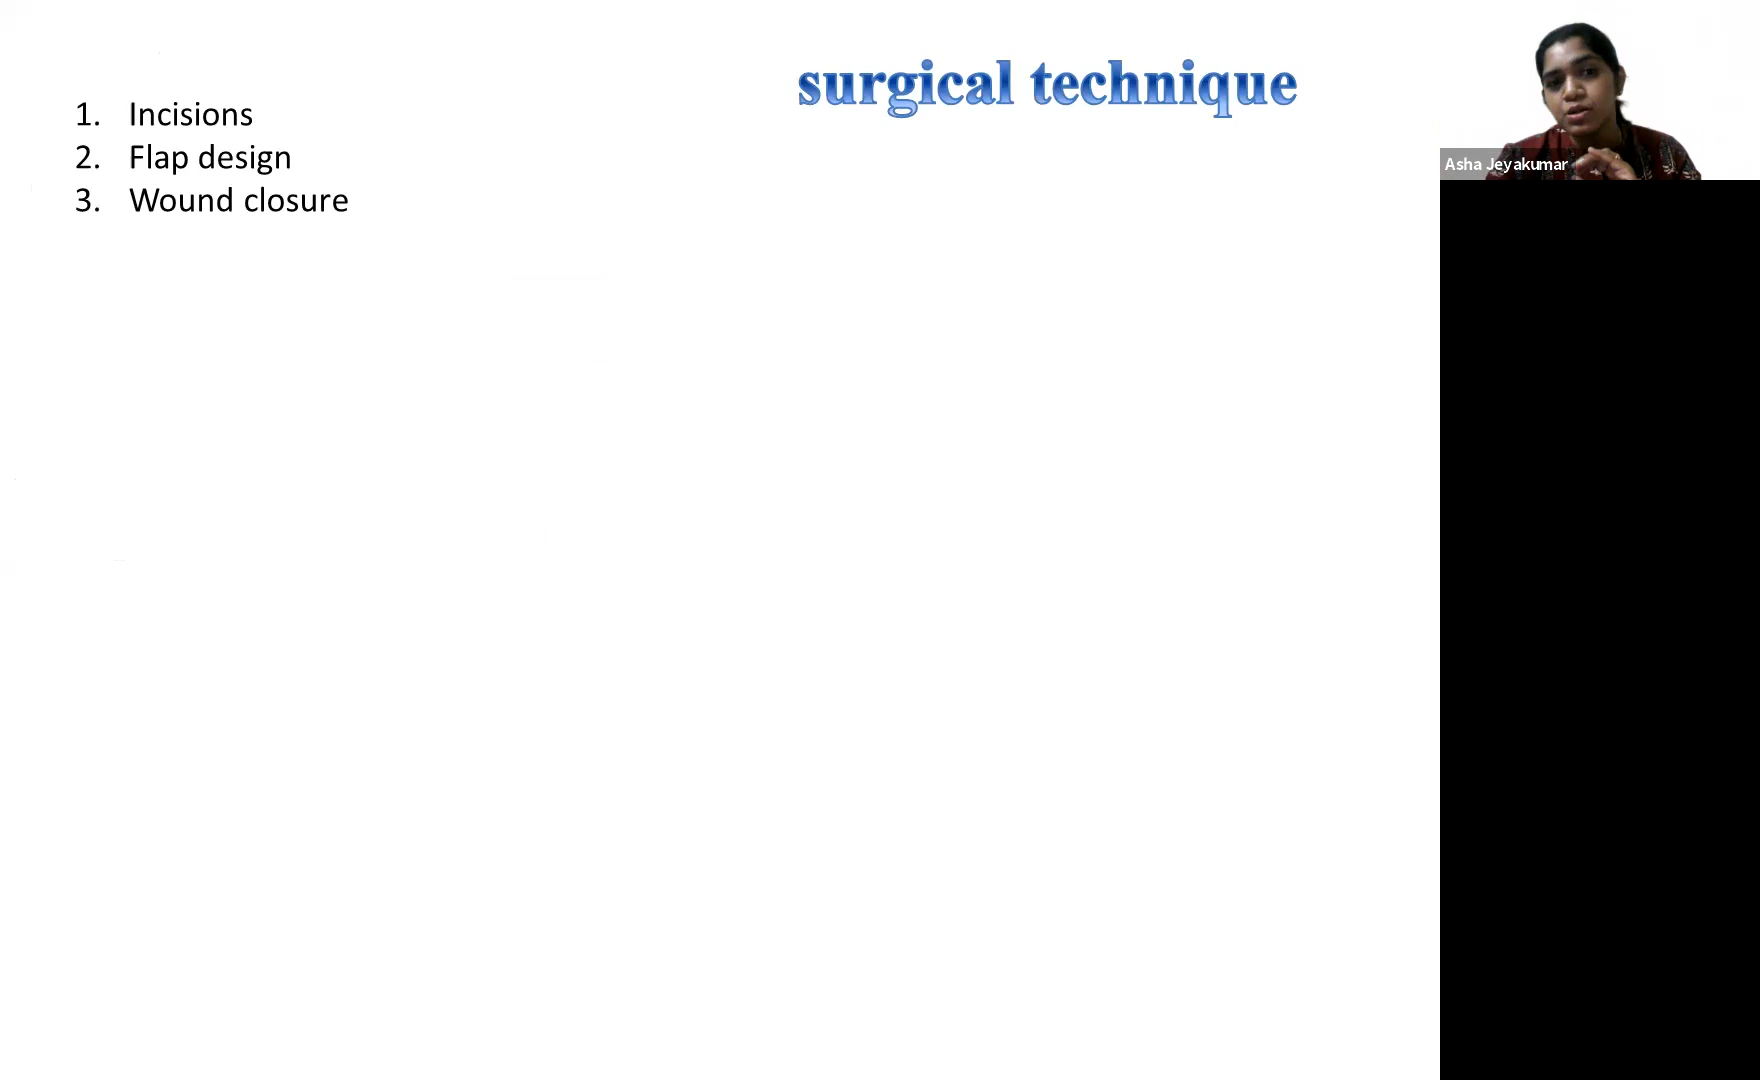 surgical technique
1. Incisions
2. Flap design
3. Wound closure
Asha Jeyakumar